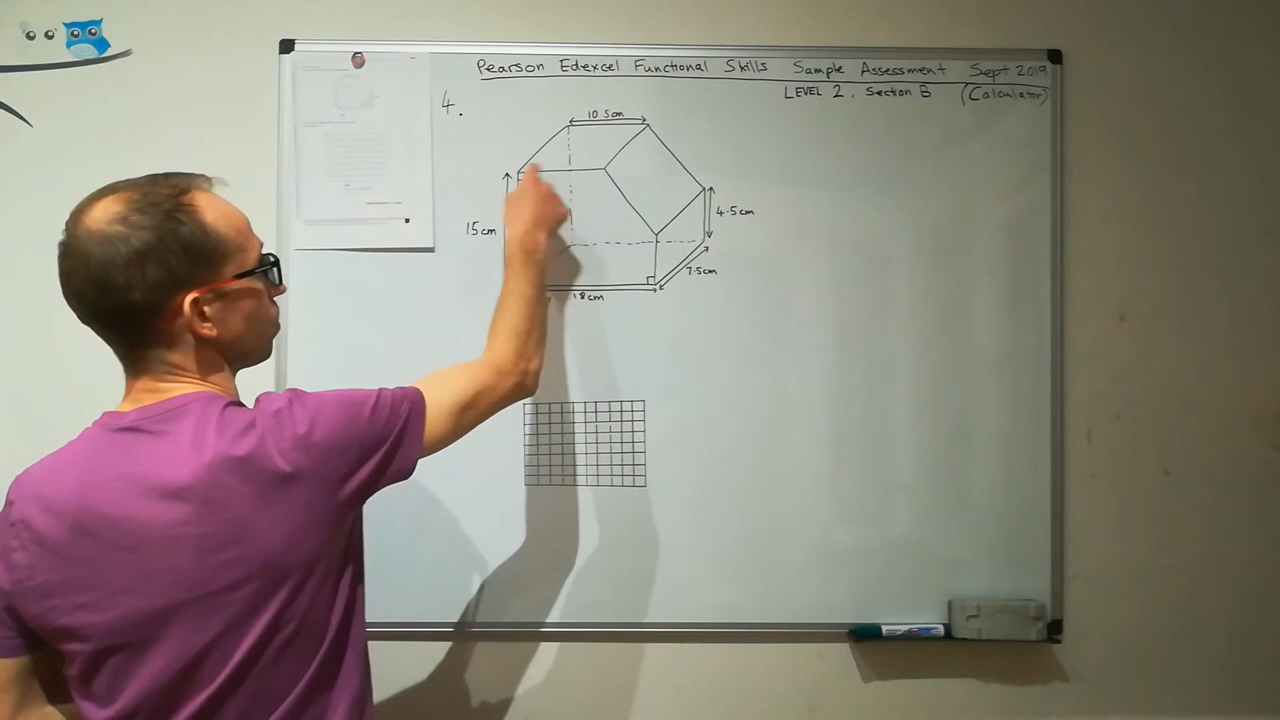 Pearson Edexcel Functional Skills Sample Assessment Sept 2019
LEVEL 2, Section B (Calculator)
4.
10.5cm
15cm
4.5cm
7.5cm
18cm